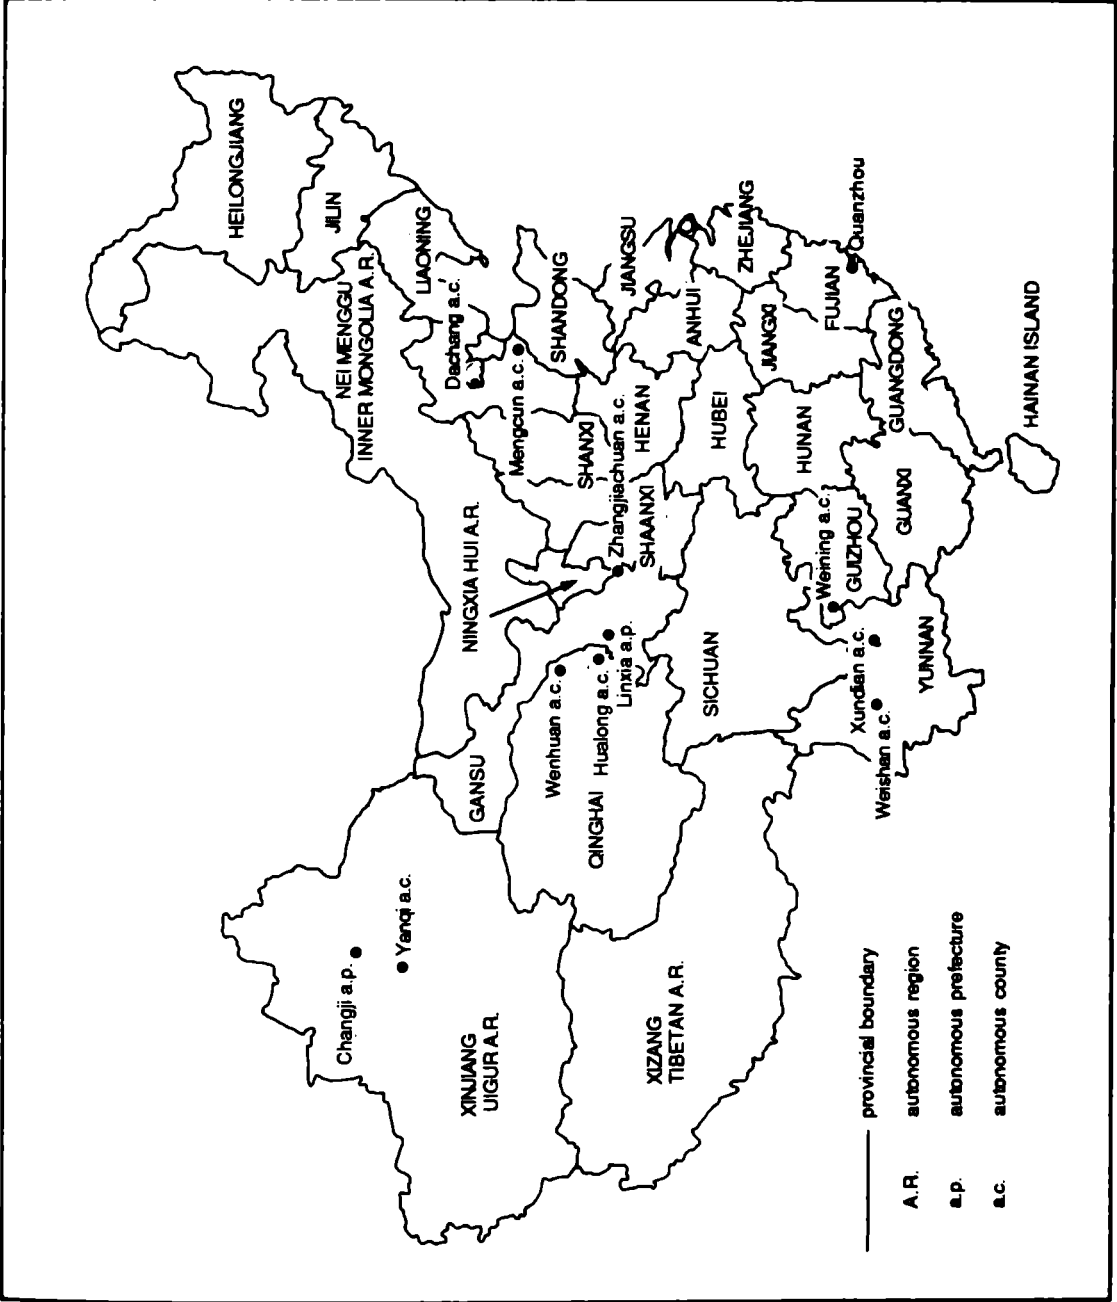 HEILONGJIANG
JILIN
LIAONING
NEI MENGGU
INNER MONGOLIA A.R.
Dachang a.c.
Mengcun a.c.
SHANDONG
SHANXI
NINGXIA HUI A.R.
HENAN
Zhangjiachuan a.c.
SHAANXI
JIANGSU
ANHUI
ZHEJIANG
HUBEI
JIANGXI
FUJIAN
Quanzhou
HUNAN
GUANGDONG
GUANXI
HAINAN ISLAND
Weining a.c.
GUIZHOU
Xundian a.c.
YUNNAN
Weishan a.c.
SICHUAN
Linxia a.p.
Hualong a.c.
Wenhuan a.c.
QINGHAI
GANSU
Yanqi a.c.
Changji a.p.
XINJIANG
UIGUR A.R.
XIZANG
TIBETAN A.R.
provincial boundary
A.R. autonomous region
a.p. autonomous prefecture
a.c. autonomous county